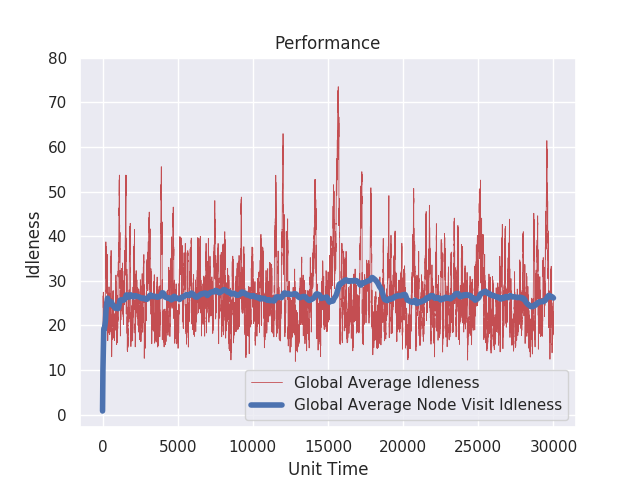 Performance
80
70
60
50
40
30
20
10
0
Idleness
Global Average Idleness
Global Average Node Visit Idleness
0 5000 10000 15000 20000 25000 30000
Unit Time